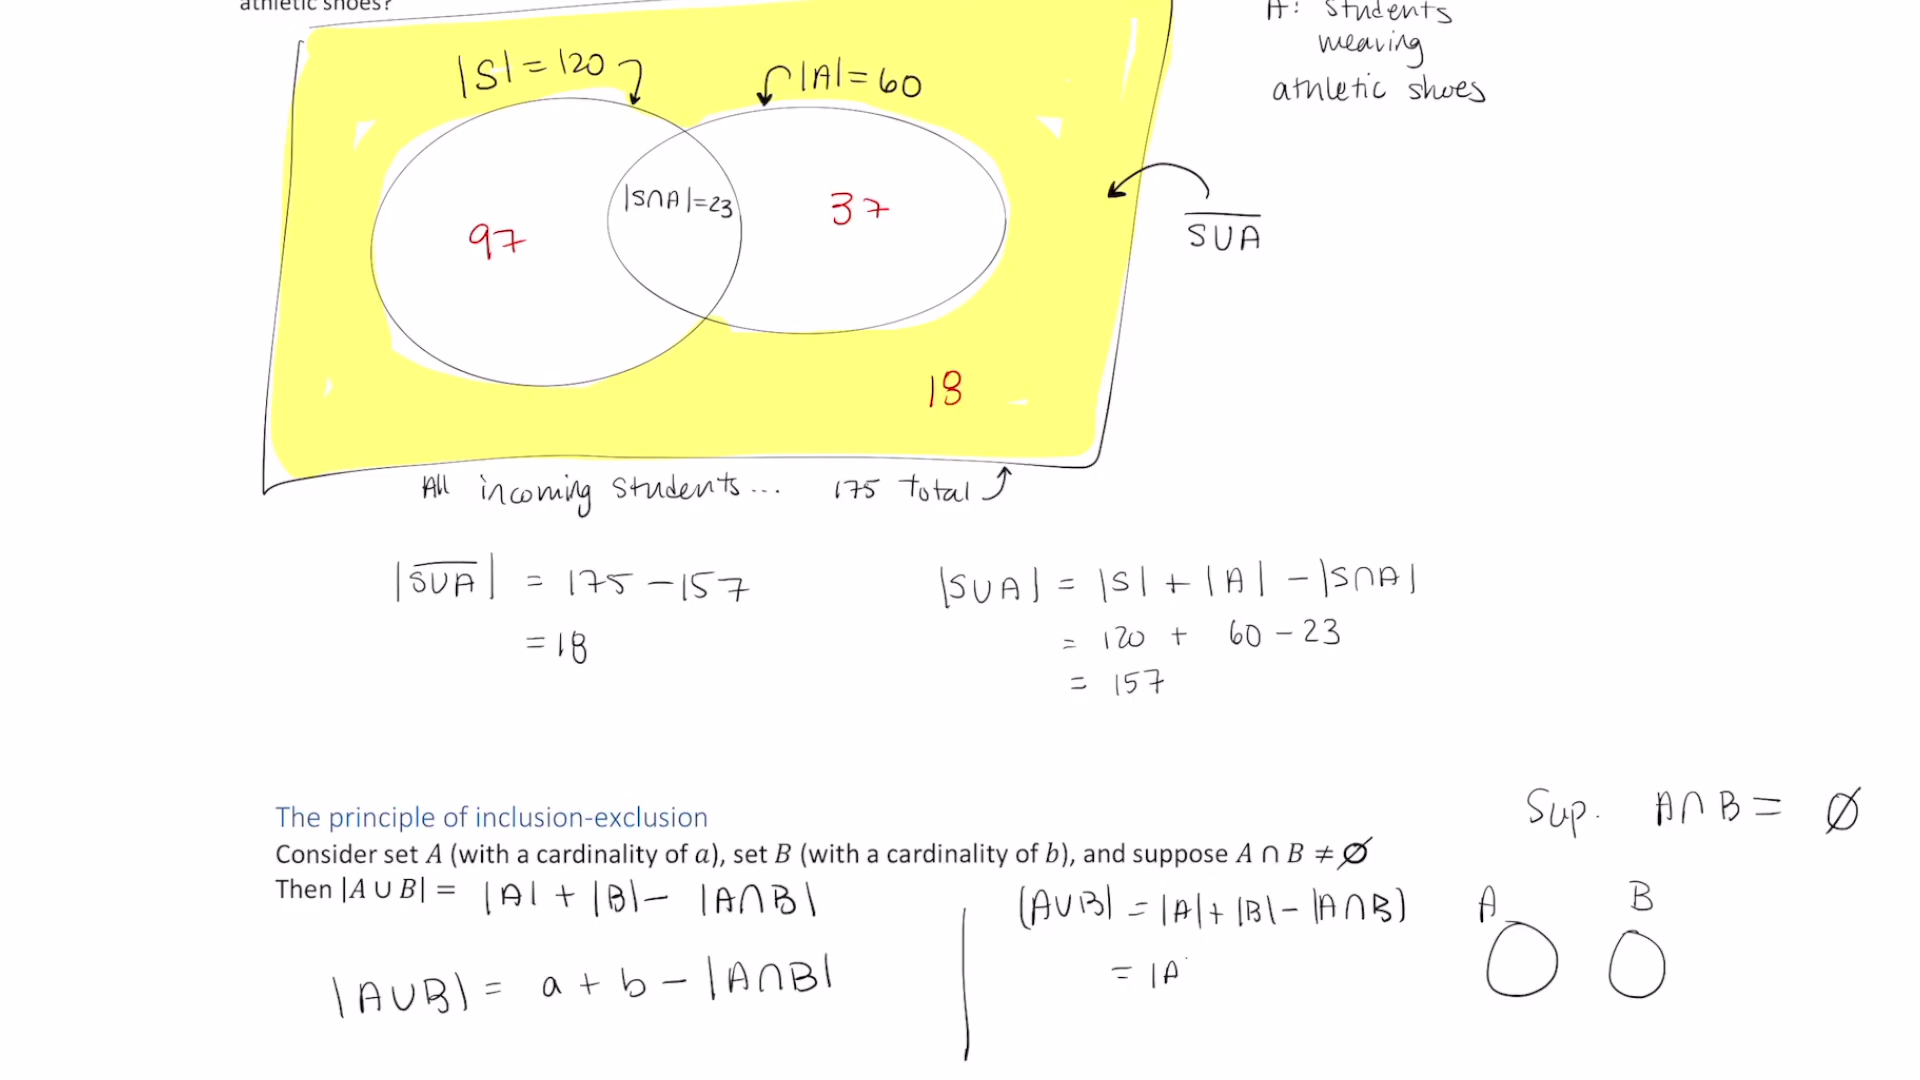 athletic shoes?
A: Students
wearing
athletic shoes
|S| = 120
|A| = 60
|S∩A|=23
97
37
S̅U̅A̅
18
All incoming students... 175 total
|S̅U̅A̅| = 175 - 157
= 18
|S∪A| = |S| + |A| - |S∩A|
= 120 + 60 - 23
= 157
The principle of inclusion-exclusion
Consider set A (with a cardinality of a), set B (with a cardinality of b), and suppose A ∩ B ≠ ∅
Then |A ∪ B| = |A| + |B| - |A∩B|
|A∪B| = a + b - |A∩B|
|A∪B| = |A| + |B| - |A∩B|
= |A
Sup. A∩B = ∅
A B